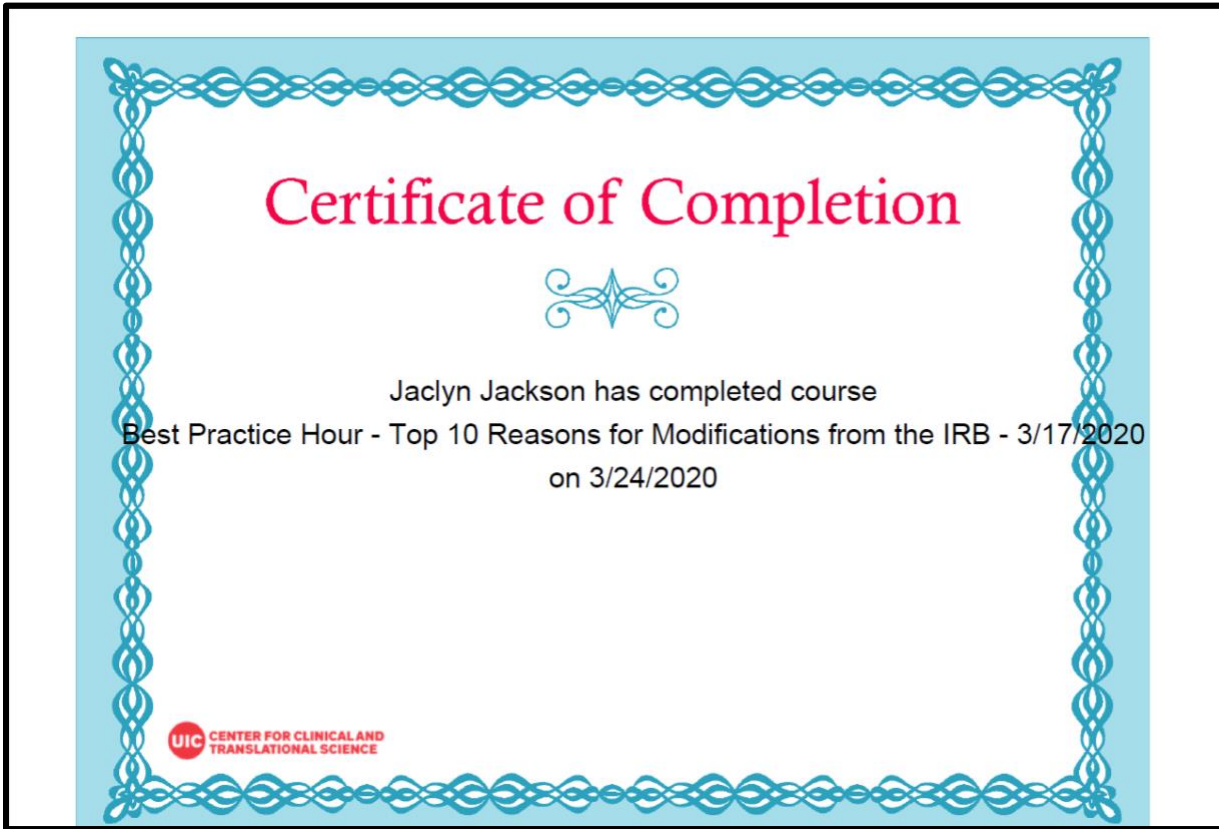 Certificate of Completion
Jaclyn Jackson has completed course
Best Practice Hour - Top 10 Reasons for Modifications from the IRB - 3/17/2020
on 3/24/2020
UIC CENTER FOR CLINICAL AND
TRANSLATIONAL SCIENCE